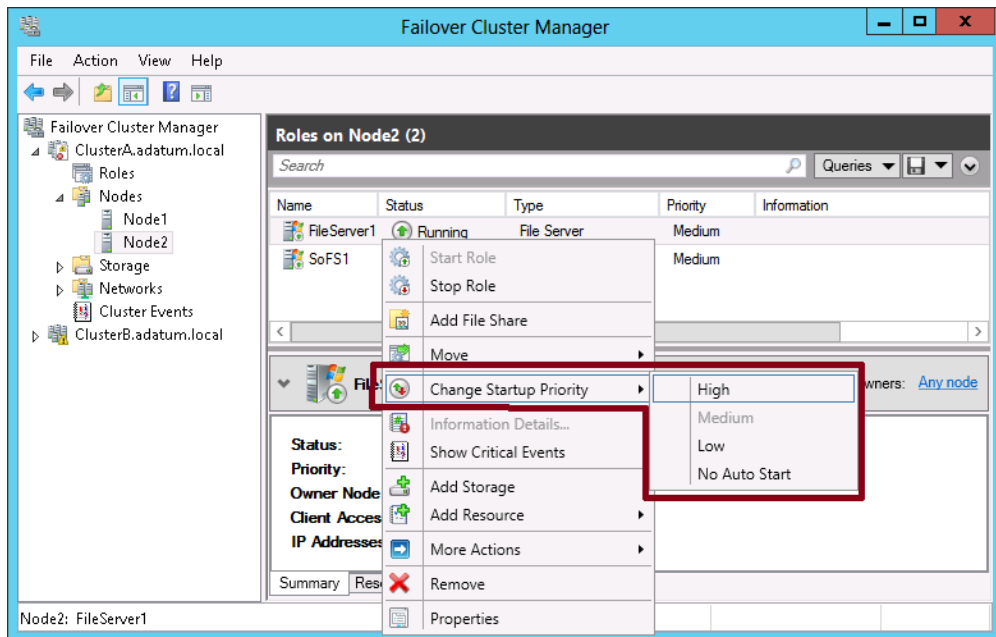 Failover Cluster Manager
File Action View Help
Failover Cluster Manager
ClusterA.adatum.local
Roles
Nodes
Node1
Node2
Storage
Networks
Cluster Events
ClusterB.adatum.local
Roles on Node2 (2)
Search
Queries
Name Status Type Priority Information
FileServer1 Running File Server Medium
SoFS1 Medium
Start Role
Stop Role
Add File Share
Move
Change Startup Priority
Information Details...
Show Critical Events
Add Storage
Add Resource
More Actions
Remove
Properties
High
Medium
Low
No Auto Start
Any node
Status:
Priority:
Owner Node
Client Acces
IP Addresses
Summary
Node2: FileServer1